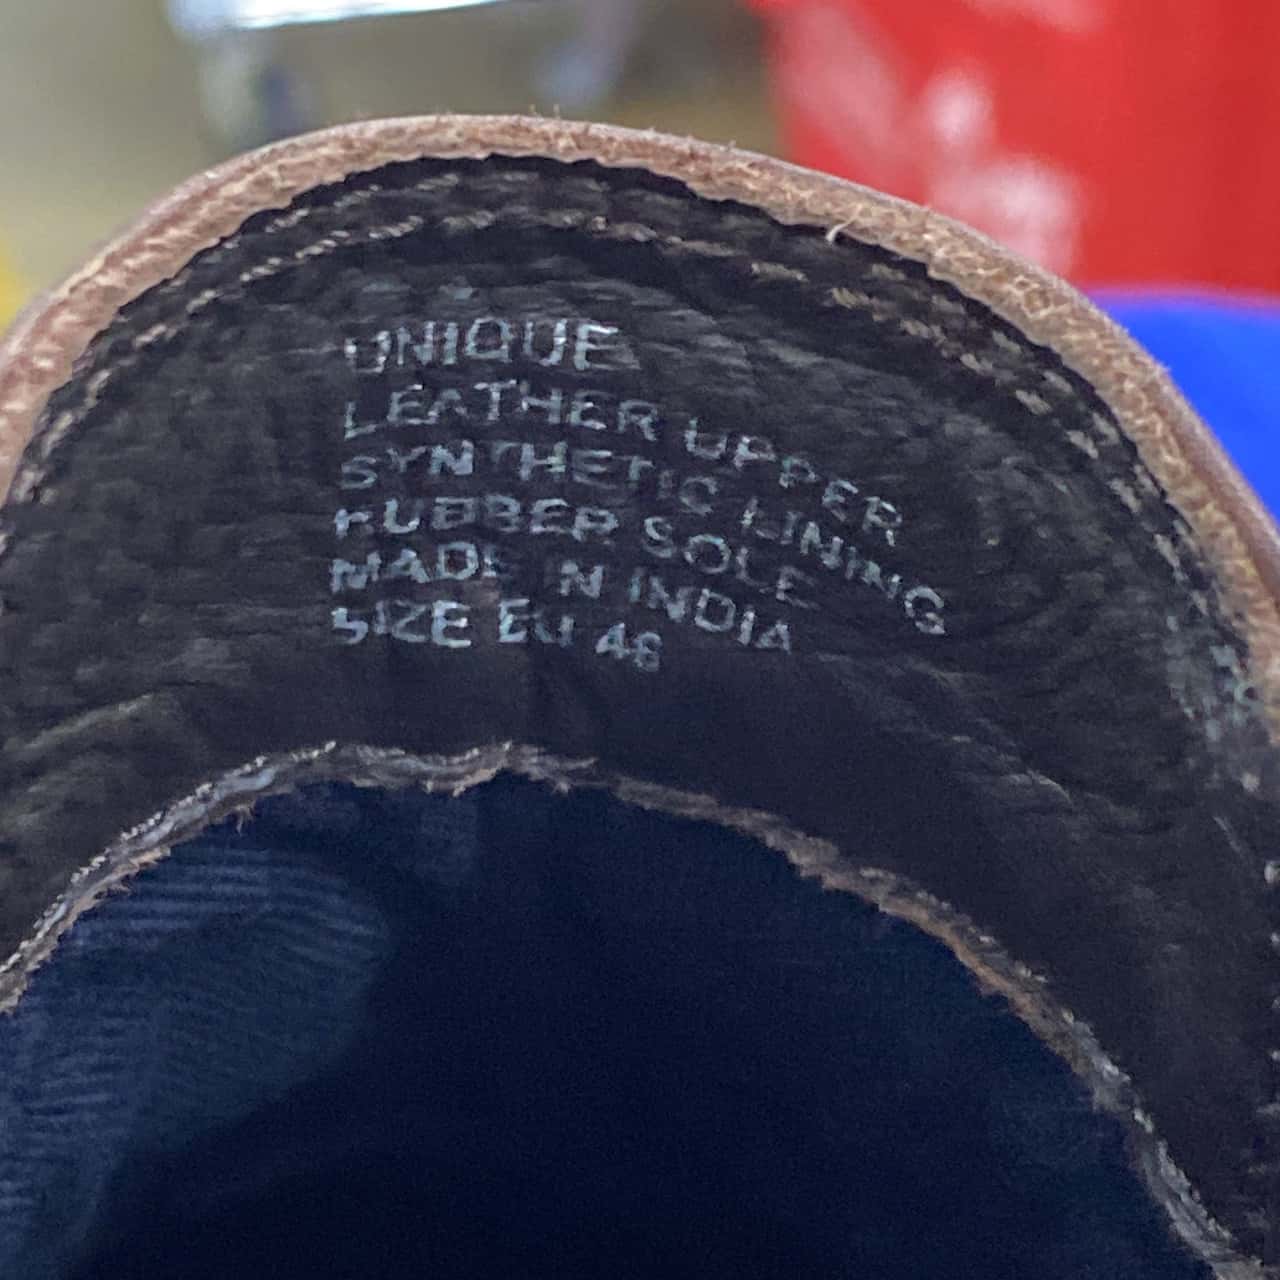 UNIQUE
LEATHER UPPER
SYNTHETIC LINING
RUBBER SOLE
MADE IN INDIA
SIZE EU 46